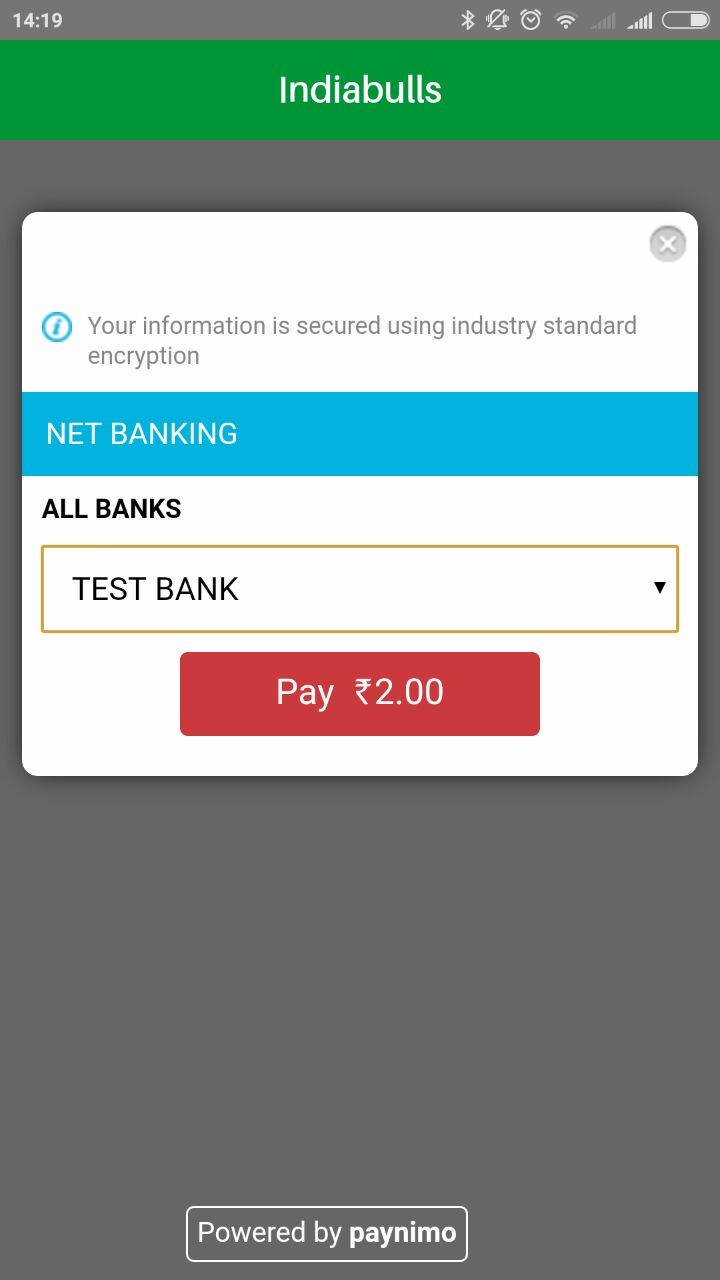 14:19
Indiabulls
Your information is secured using industry standard
encryption
NET BANKING
ALL BANKS
TEST BANK
Pay ₹2.00
Powered by paynimo